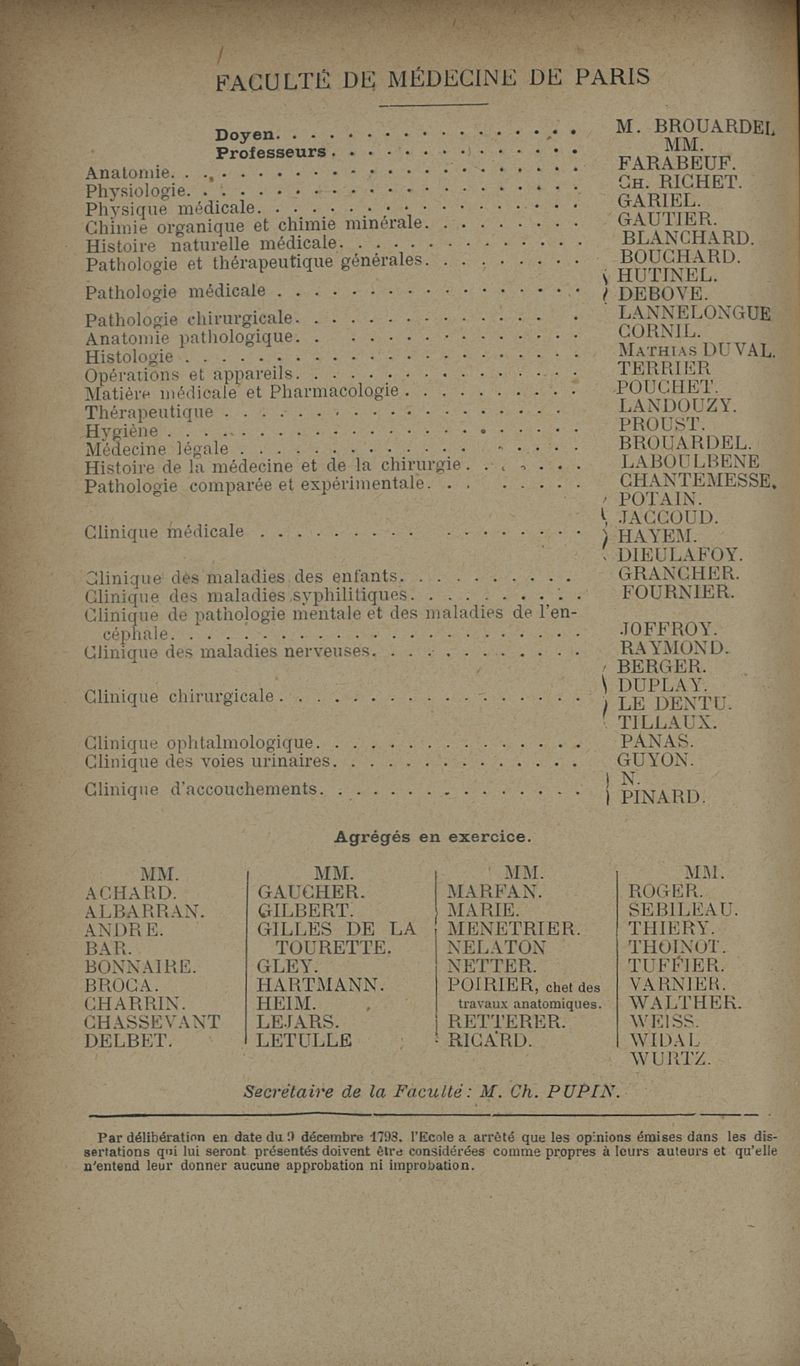 FACULTÉ DE MÉDECINE DE PARIS
Doyen. . . . . . . . . . . . . . . . . M. BROUARDEL
Professeurs . . . . . . . . . . . . . . MM.
Anatomie. . . . . . . . . . . . . . . . FARABEUF.
Physiologie. . . . . . . . . . . . . . . CH. RICHET.
Physique médicale. . . . . . . . . . . . GARIEL.
Chimie organique et chimie minérale. . . . . . . . GAUTIER.
Histoire naturelle médicale. . . . . . . . . . . BLANCHARD.
Pathologie et thérapeutique générales. . . . . . . . BOUCHARD.
Pathologie médicale . . . . . . . . . . . . . { HUTINEL.
DEBOVE.
Pathologie chirurgicale. . . . . . . . . . . . LANNELONGUE
Anatomie pathologique. . . . . . . . . . . . CORNIL.
Histologie . . . . . . . . . . . . . . . . MATHIAS DUVAL.
Opérations et appareils. . . . . . . . . . . . TERRIER
Matière médicale et Pharmacologie . . . . . . . . . POUCHET.
Thérapeutique . . . . . . . . . . . . . . LANDOUZY.
Hygiène . . . . . . . . . . . . . . . . PROUST.
Médecine légale . . . . . . . . . . . . . . BROUARDEL.
Histoire de la médecine et de la chirurgie. . . . . . . LABOULBENE
Pathologie comparée et expérimentale. . . . . . . . CHANTEMESSE.
Clinique médicale . . . . . . . . . . . . . { POTAIN.
JACCOUD.
HAYEM.
DIEULAFOY.
Clinique des maladies des enfants. . . . . . . . . . GRANCHER.
Clinique des maladies syphilitiques. . . . . . . . . FOURNIER.
Clinique de pathologie mentale et des maladies de l'en-
céphale. . . . . . . . . . . . . . . . JOFFROY.
Clinique des maladies nerveuses. . . . . . . . . . RAYMOND.
Clinique chirurgicale . . . . . . . . . . . . { BERGER.
DUPLAY.
LE DENTU.
TILLAUX.
Clinique ophtalmologique. . . . . . . . . . . . PANAS.
Clinique des voies urinaires. . . . . . . . . . . GUYON.
Clinique d'accouchements. . . . . . . . . . . . } N.
PINARD.
Agrégés en exercice.
MM.
ACHARD.
ALBARRAN.
ANDRE.
BAR.
BONNAIRE.
BROCA.
CHARRIN.
CHASSEVANT
DELBET.
MM.
GAUCHER.
GILBERT.
GILLES DE LA
TOURETTE.
GLEY.
HARTMANN.
HEIM.
LEJARS.
LETULLE
MM.
MARFAN.
MARIE.
MENETRIER.
NELATON
NETTER.
POIRIER, chet des
travaux anatomiques.
RETTERER.
RICARD.
MM.
ROGER.
SEBILEAU.
THIERY.
THOINOT.
TUFFIER.
VARNIER.
WALTHER.
WEISS.
WIDAL
WURTZ.
Secrétaire de la Faculté: M. Ch. PUPIN.
Par délibération en date du 9 décembre 1798. l'Ecole a arrêté que les opinions émises dans les dis-
sertations qui lui seront présentés doivent être considérées comme propres à leurs auteurs et qu'elle
n'entend leur donner aucune approbation ni improbation.